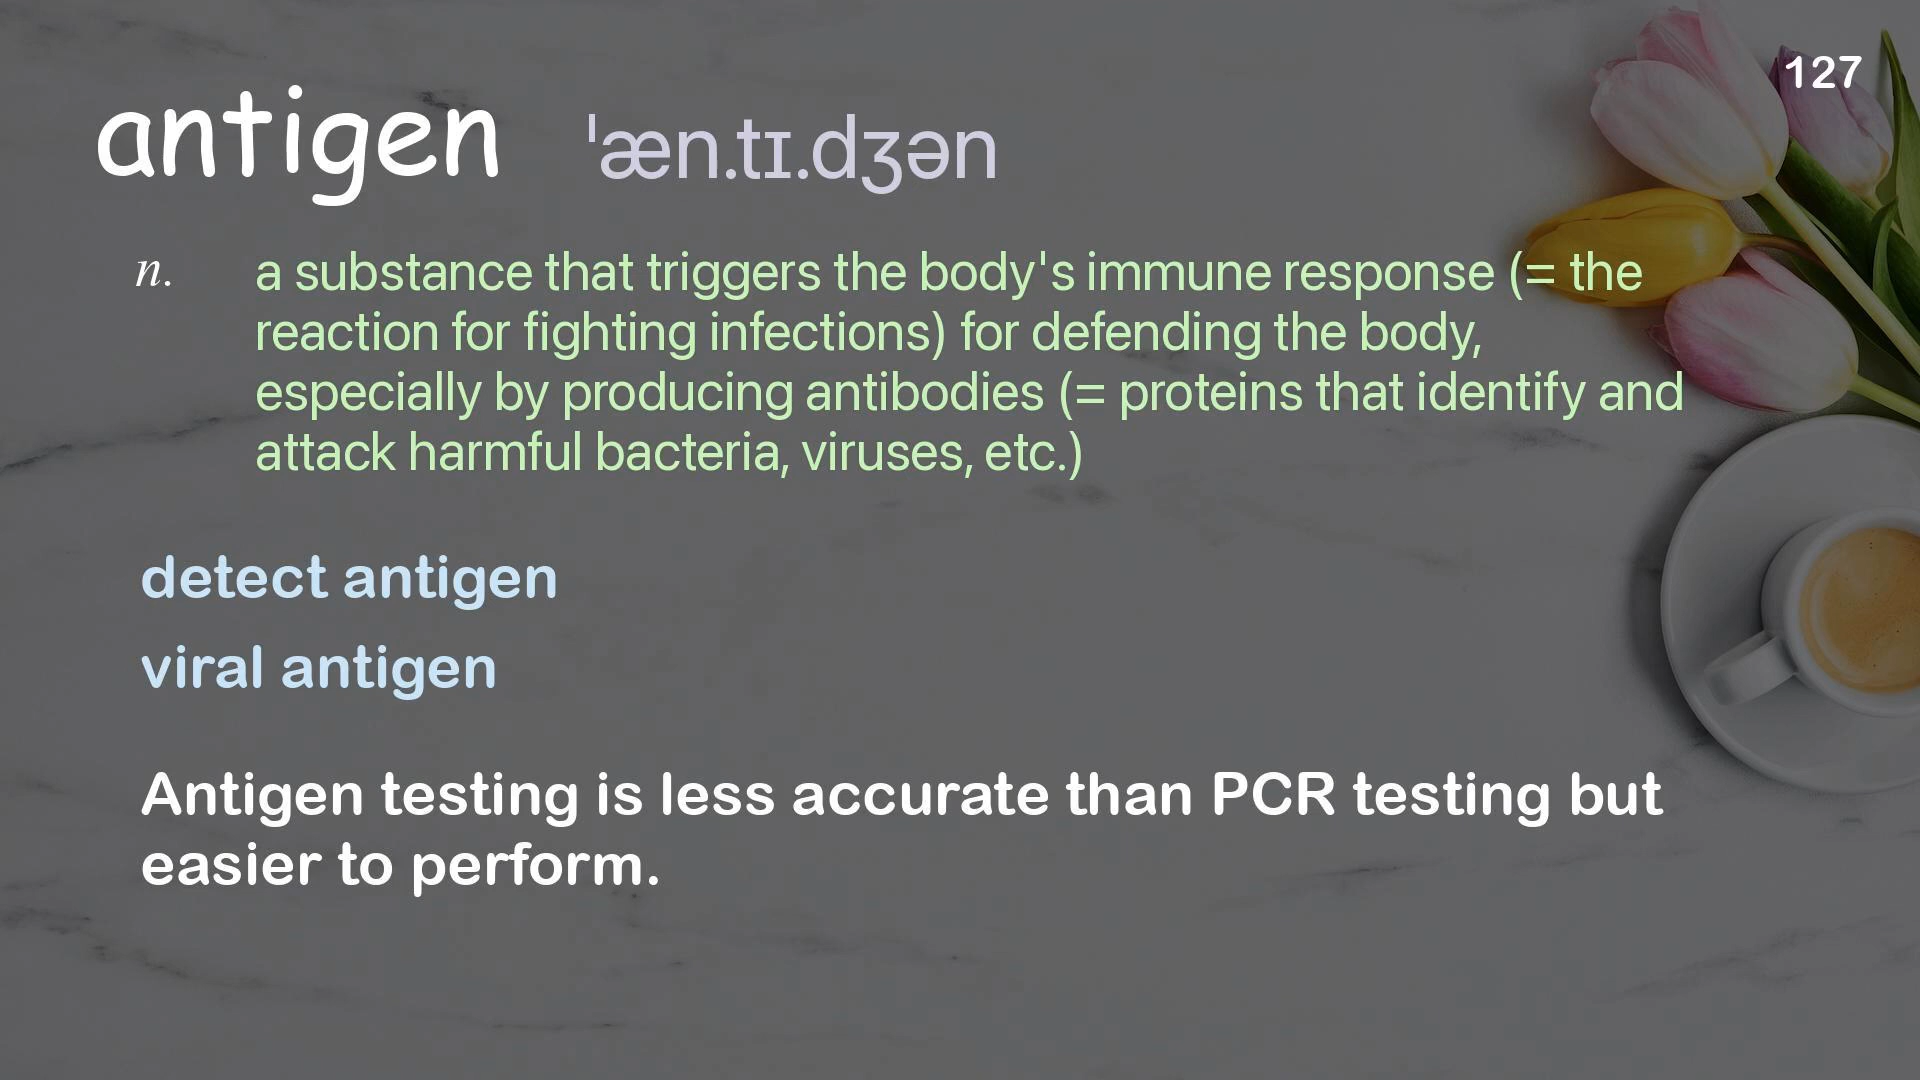 127
antigen ˈæn.tɪ.dʒən
n. a substance that triggers the body's immune response (= the
reaction for fighting infections) for defending the body,
especially by producing antibodies (= proteins that identify and
attack harmful bacteria, viruses, etc.)
detect antigen
viral antigen
Antigen testing is less accurate than PCR testing but
easier to perform.